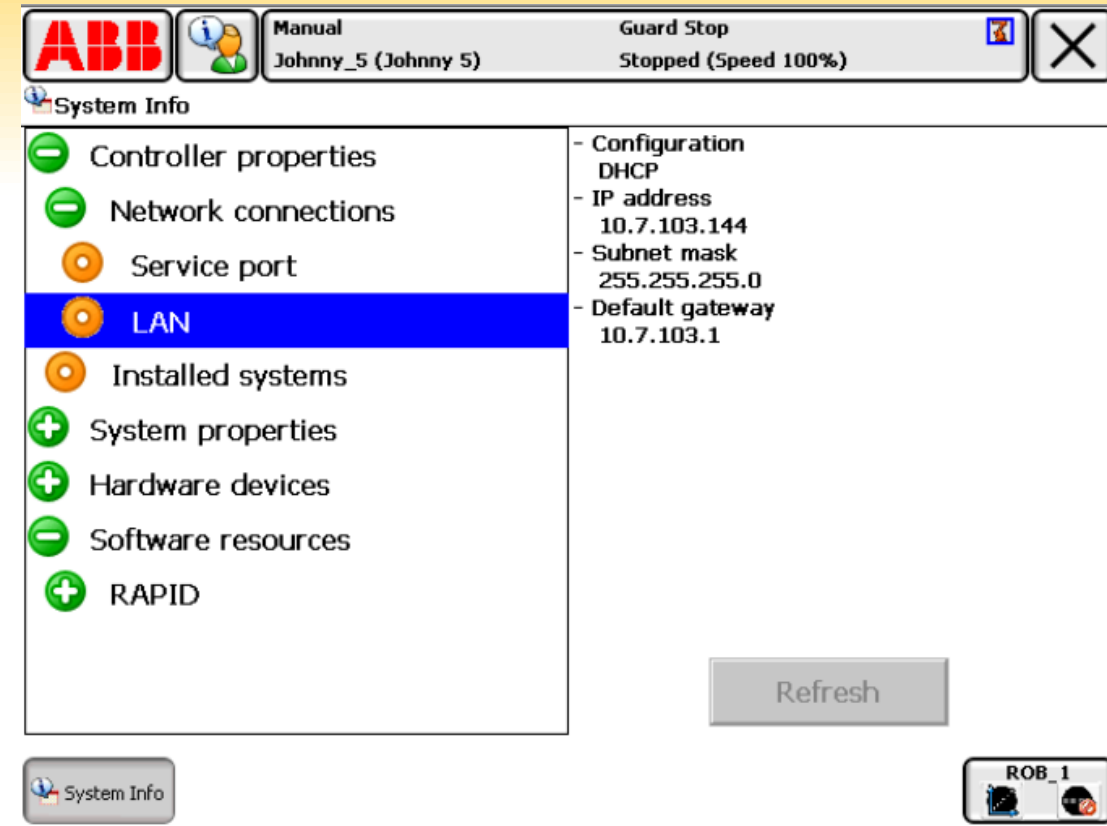 ABB
Manual
Johnny_5 (Johnny 5)
Guard Stop
Stopped (Speed 100%)
System Info
Controller properties
Network connections
Service port
LAN
Installed systems
System properties
Hardware devices
Software resources
RAPID
- Configuration
DHCP
- IP address
10.7.103.144
- Subnet mask
255.255.255.0
- Default gateway
10.7.103.1
Refresh
System Info
ROB_1